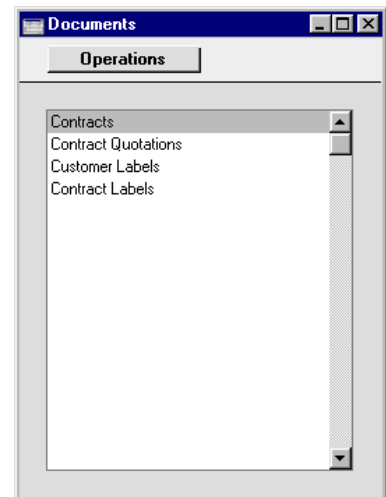 Documents
Operations
Contracts
Contract Quotations
Customer Labels
Contract Labels